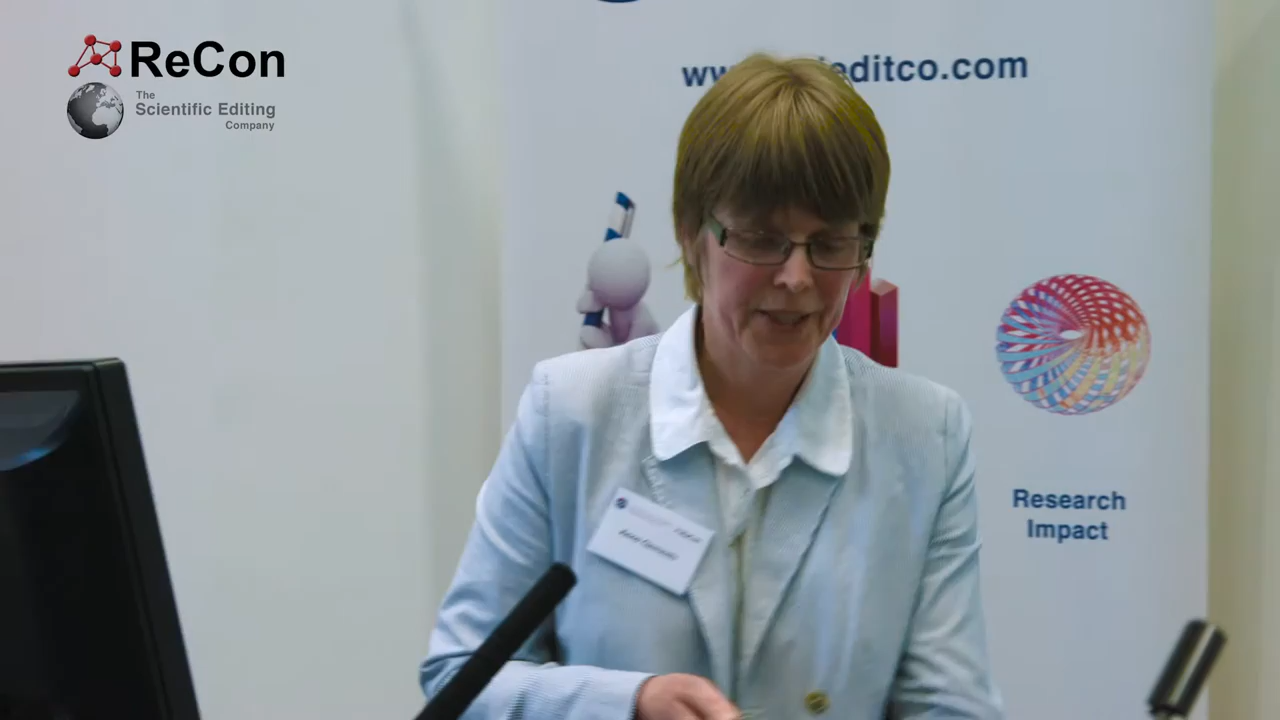 ReCon
The
Scientific Editing
Company
editco.com
Research
Impact